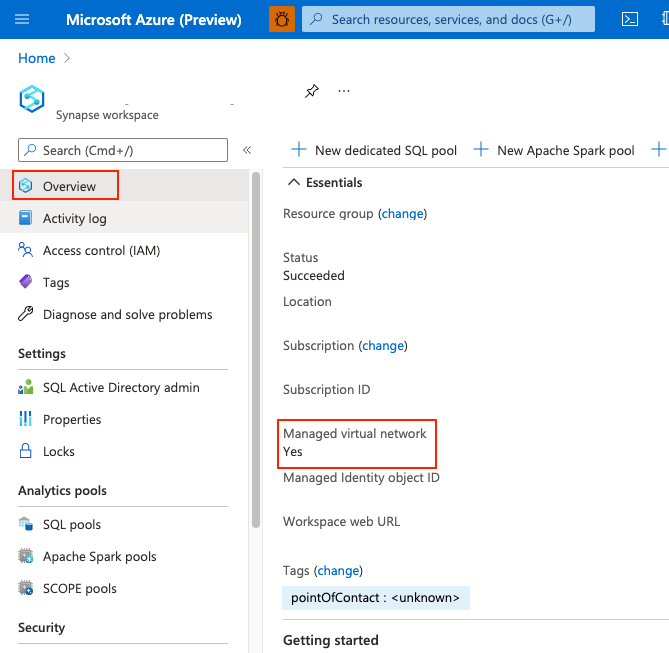 Microsoft Azure (Preview)
Search resources, services, and docs (G+/)
Home
Synapse workspace
...
Search (Cmd+/)
«
New dedicated SQL pool
New Apache Spark pool
Overview
Activity log
Access control (IAM)
Tags
Diagnose and solve problems
Settings
SQL Active Directory admin
Properties
Locks
Analytics pools
SQL pools
Apache Spark pools
SCOPE pools
Security
Essentials
Resource group (change)
Status
Succeeded
Location
Subscription (change)
Subscription ID
Managed virtual network
Yes
Managed Identity object ID
Workspace web URL
Tags (change)
pointOfContact : <unknown>
Getting started